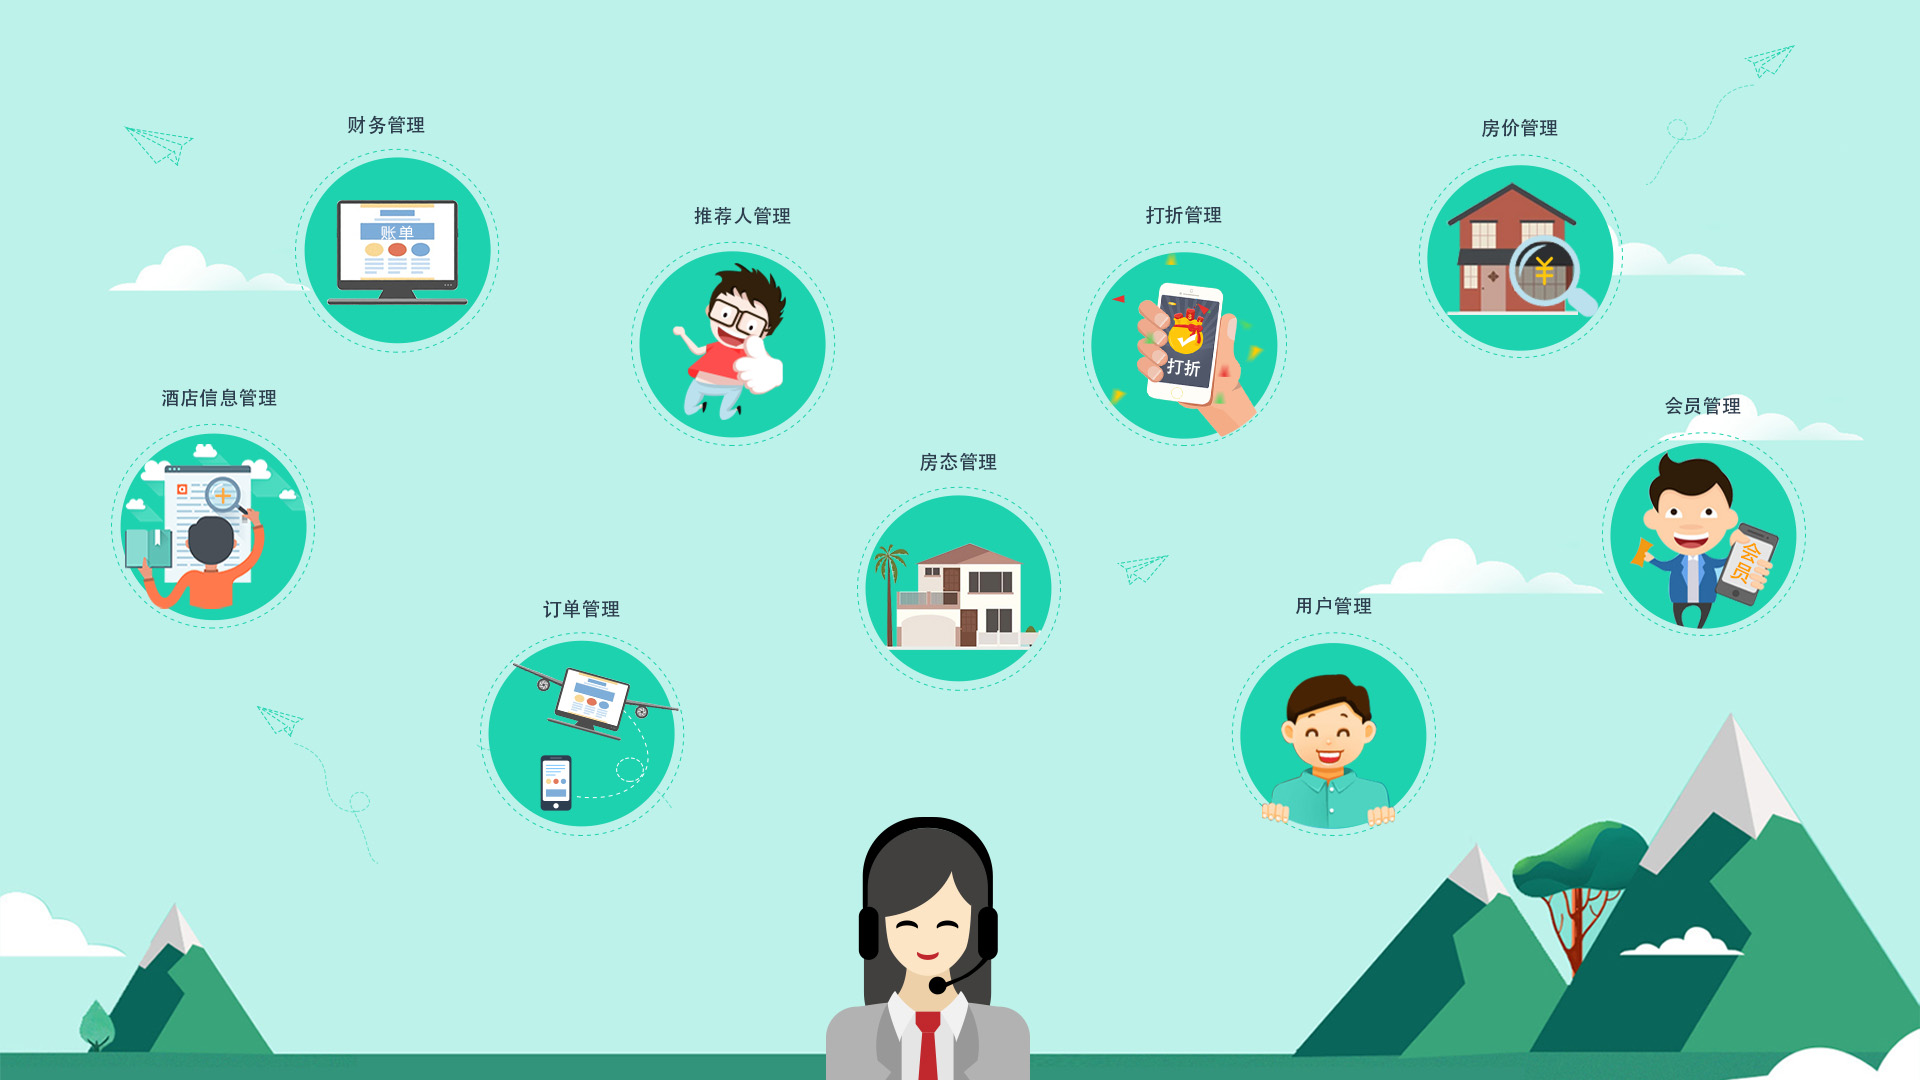 财务管理
账单
房价管理
¥
推荐人管理
打折管理
打折
酒店信息管理
会员管理
会员
房态管理
订单管理
用户管理